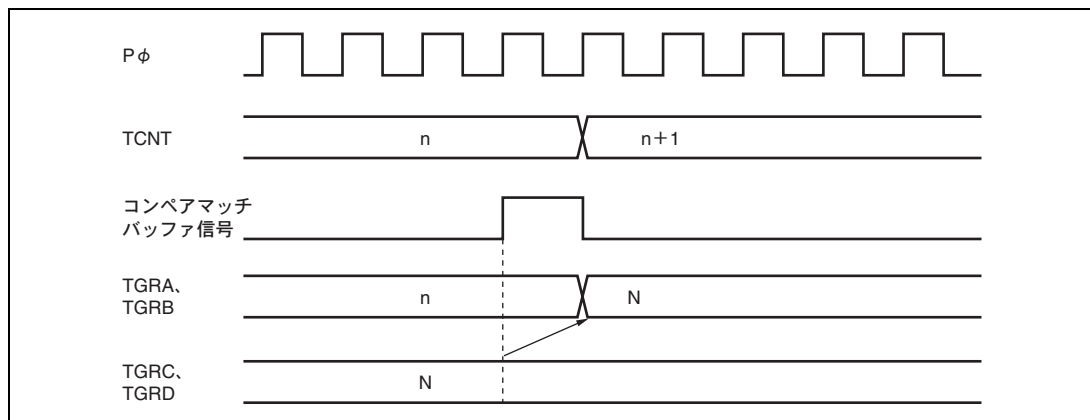 Pφ
TCNT
n
n＋1
コンペアマッチ
バッファ信号
TGRA、
TGRB
n
N
TGRC、
TGRD
N